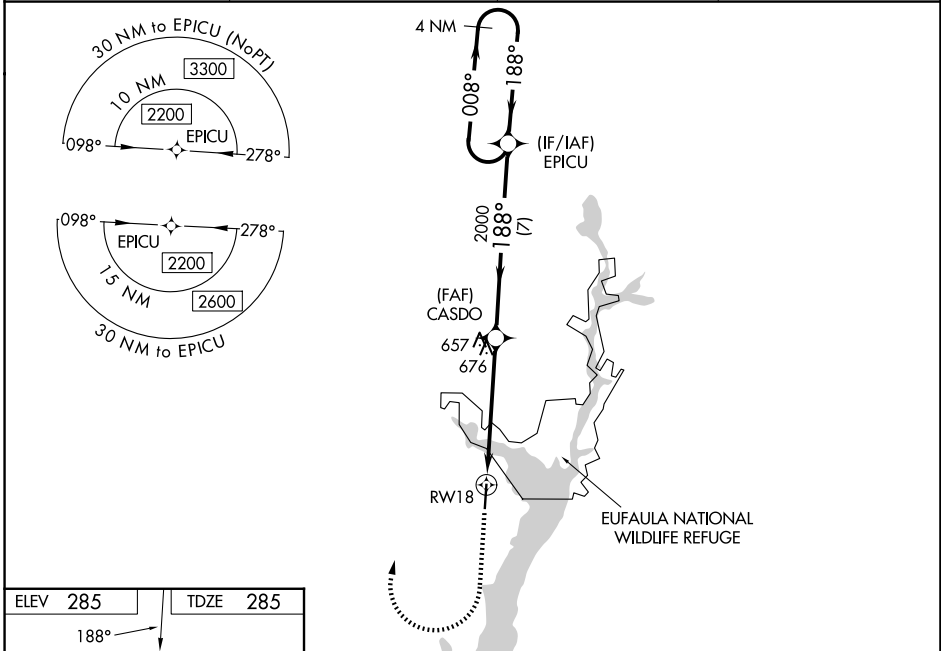 30 NM to EPICU (NoPT)
3300
10 NM
2200
EPICU
098°
278°
098°
278°
EPICU
2200
15 NM
2600
30 NM to EPICU
4 NM
008°
188°
(IF/IAF)
EPICU
2000
188°
(7)
(FAF)
CASDO
657
676
RW18
EUFAULA NATIONAL
WILDLIFE REFUGE
ELEV 285
TDZE 285
188°